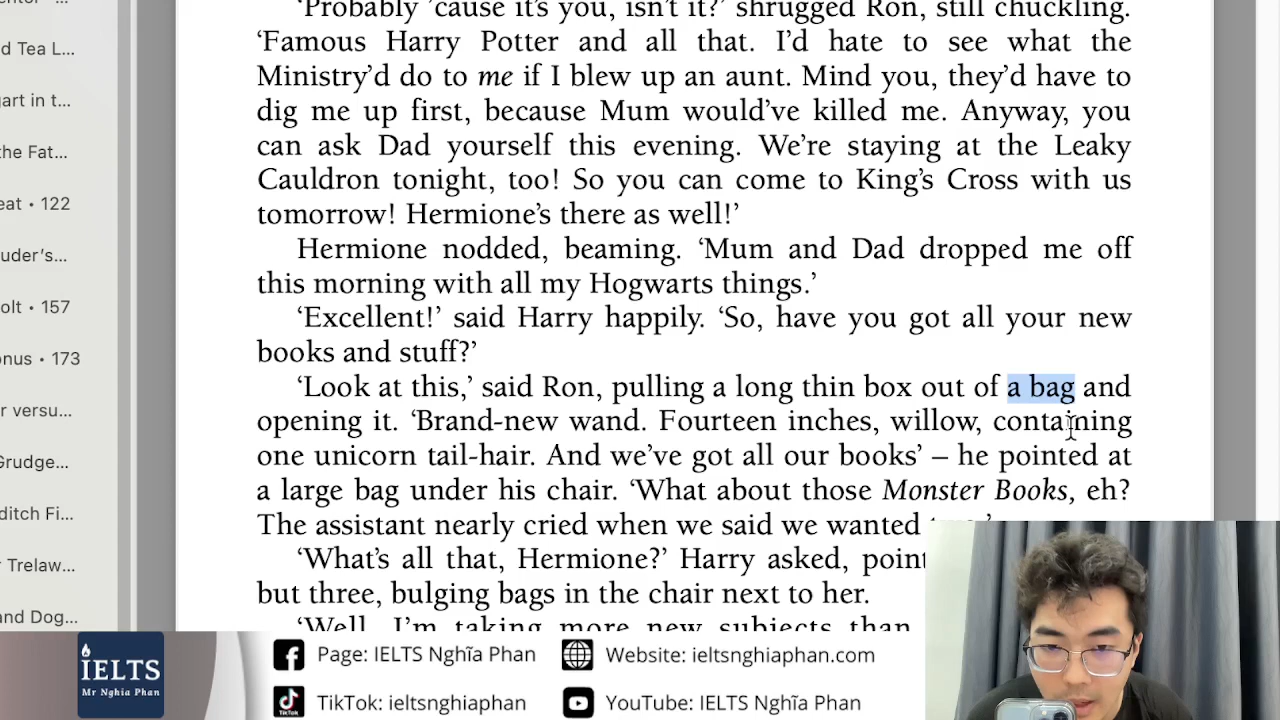 'Probably 'cause it's you, isn't it?' shrugged Ron, still chuckling.
'Famous Harry Potter and all that. I'd hate to see what the
Ministry'd do to me if I blew up an aunt. Mind you, they'd have to
dig me up first, because Mum would've killed me. Anyway, you
can ask Dad yourself this evening. We're staying at the Leaky
Cauldron tonight, too! So you can come to King's Cross with us
tomorrow! Hermione's there as well!'
Hermione nodded, beaming. 'Mum and Dad dropped me off
this morning with all my Hogwarts things.'
'Excellent!' said Harry happily. 'So, have you got all your new
books and stuff?'
'Look at this,' said Ron, pulling a long thin box out of a bag and
opening it. 'Brand-new wand. Fourteen inches, willow, containing
one unicorn tail-hair. And we've got all our books' – he pointed at
a large bag under his chair. 'What about those Monster Books, eh?
The assistant nearly cried when we said we wanted
'What's all that, Hermione?' Harry asked,
but three, bulging bags in the chair next to her.
'Well, I'm taking more new subjects than
d Tea L...
gart in t...
the Fat...
eat • 122
uder's...
olt • 157
onus • 173
r versu...
Grudge...
ditch Fi...
r Trelaw...
and Dog...
IELTS
Mr Nghia Phan
Page: IELTS Nghĩa Phan
Website: ieltsnghiaphan.com
TikTok: ieltsnghiaphan
YouTube: IELTS Nghĩa Phan